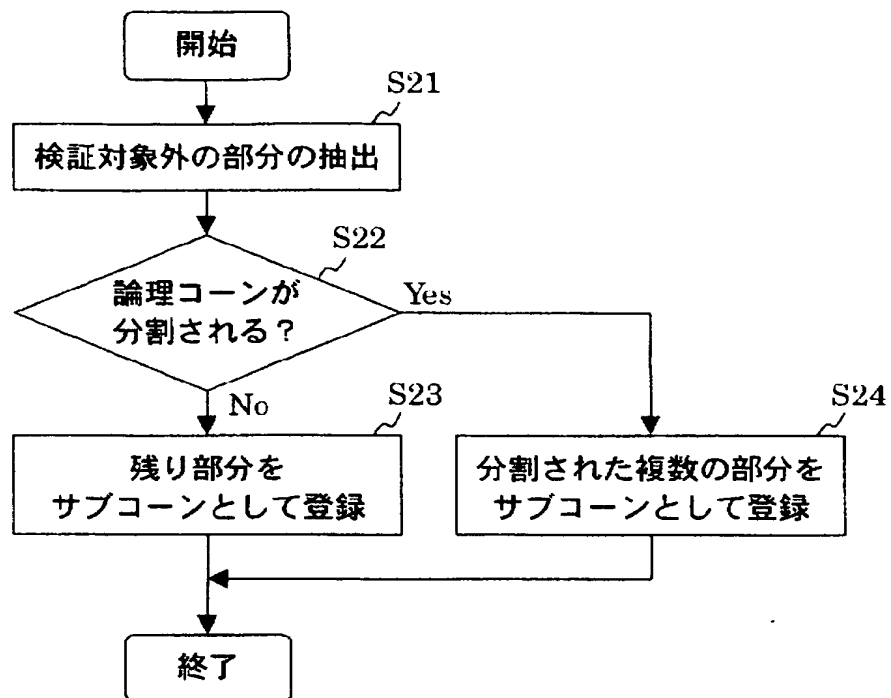 開始
S21
検証対象外の部分の抽出
S22
論理コーンが
分割される?
Yes
No
S23
残り部分を
サブコーンとして登録
S24
分割された複数の部分を
サブコーンとして登録
終了